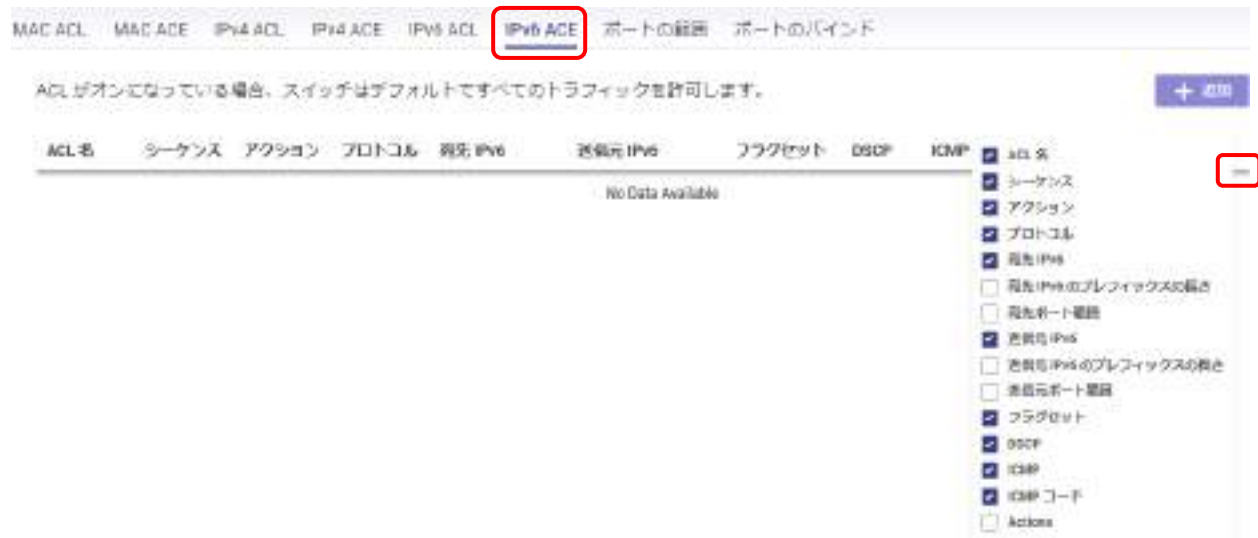 MAC ACL MAC ACE IPv4 ACL IPv4 ACE IPv6 ACL IPv6 ACE ポートの範囲 ポートのバインド
ACL がオンになっている場合、スイッチはデフォルトですべてのトラフィックを許可します。
+ 追加
ACL 名 シーケンス アクション プロトコル 宛先 IPv6 送信元 IPv6 フラグセット DSCP ICMP
No Data Available
ACL 名
シーケンス
アクション
プロトコル
宛先 IPv6
宛先 IPv6 のプレフィックスの長さ
宛先ポート範囲
送信元 IPv6
送信元 IPv6 のプレフィックスの長さ
送信元ポート範囲
フラグセット
DSCP
ICMP
ICMP コード
Actions